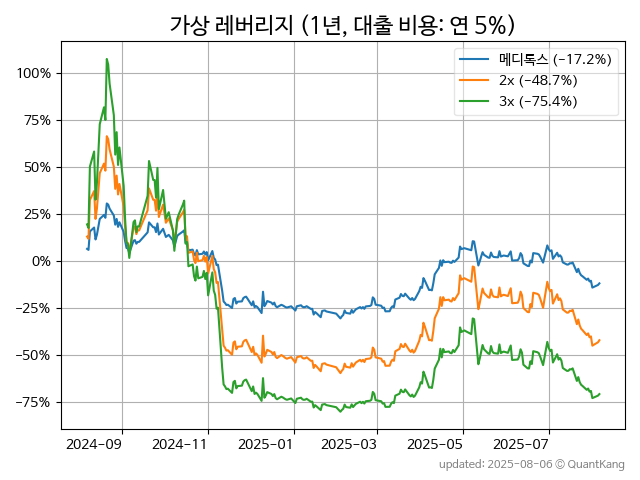 가상 레버리지 (1년, 대출 비용: 연 5%)
메디톡스 (-17.2%)
2x (-48.7%)
3x (-75.4%)
100%
75%
50%
25%
0%
−25%
−50%
−75%
2024-09
2024-11
2025-01
2025-03
2025-05
2025-07
updated: 2025-08-06 © QuantKang